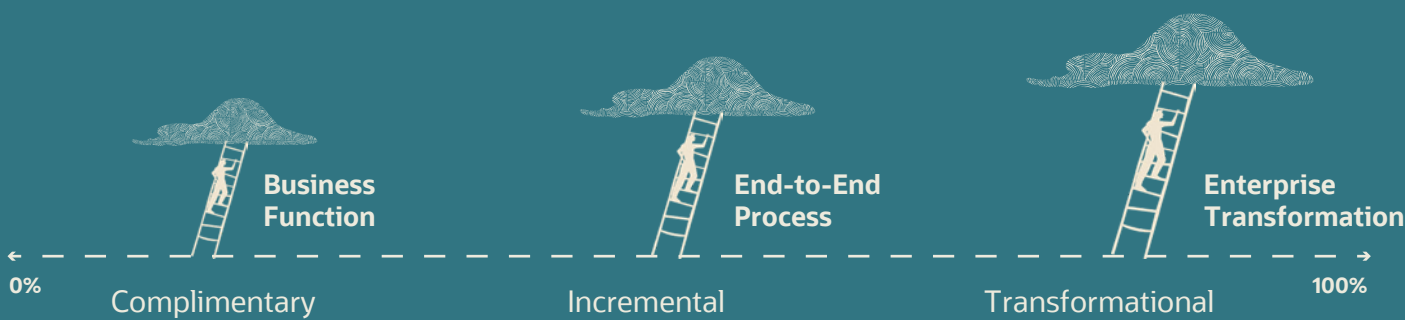 Business
Function
End-to-End
Process
Enterprise
Transformation
0%
100%
Complimentary
Incremental
Transformational